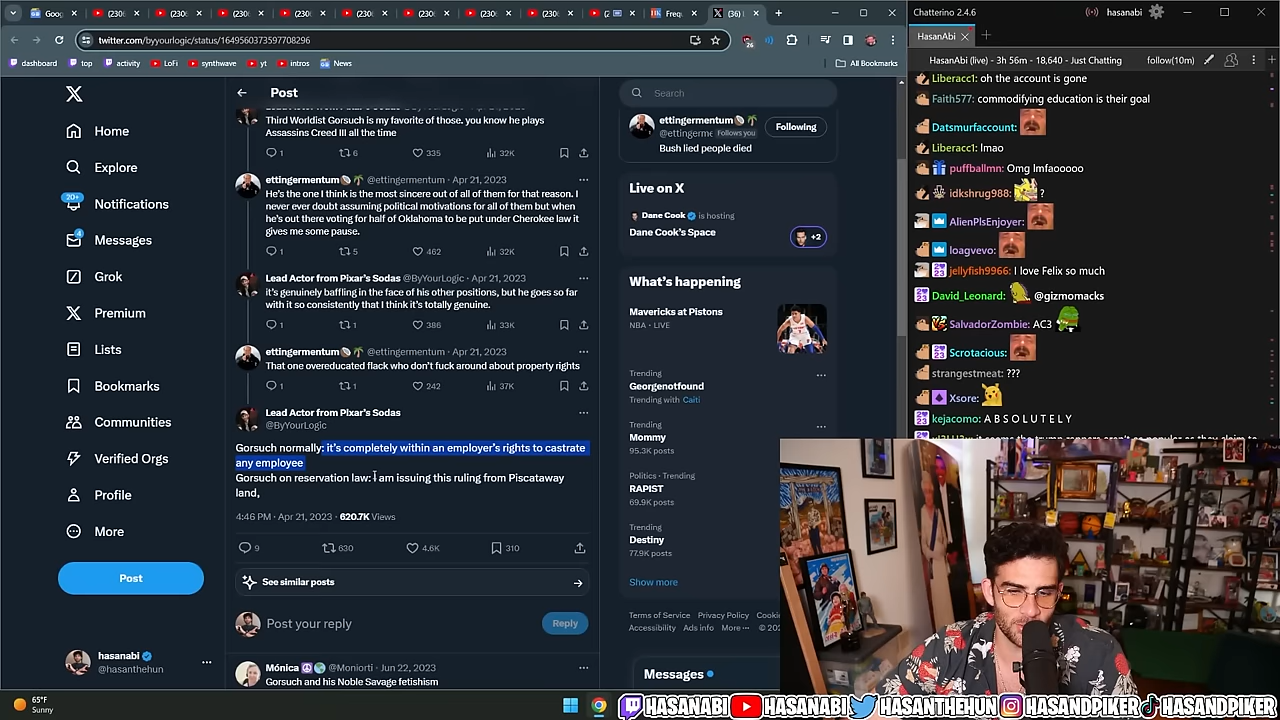 (230
(230
(230
(230
(230
(230
(230
(230
(2
Freq
(36)
twitter.com/byyourlogic/status/1649560373597708296
26
dashboard
top
activity
LoFi
synthwave
yt
intros
News
All Bookmarks
Home
Explore
20+
Notifications
4
Messages
Grok
Premium
Lists
Bookmarks
Communities
Verified Orgs
Profile
More
Post
hasanabi
@hasanthehun
Post
Third Worldist Gorsuch is my favorite of those. you know he plays
Assassins Creed III all the time
1 6 335 32K
ettingermentum @ettingermentum · Apr 21, 2023
He's the one I think is the most sincere out of all of them for that reason. I
never ever doubt assuming political motivations for all of them but when
he's out there voting for half of Oklahoma to be put under Cherokee law it
gives me some pause.
1 5 462 32K
Lead Actor from Pixar's Sodas @ByYourLogic · Apr 21, 2023
it's genuinely baffling in the face of his other positions, but he goes so far
with it so consistently that I think it's totally genuine.
1 1 386 33K
ettingermentum @ettingermentum · Apr 21, 2023
That one overeducated flack who don't fuck around about property rights
1 1 242 37K
Lead Actor from Pixar's Sodas
@ByYourLogic
Gorsuch normally: it's completely within an employer's rights to castrate
any employee
Gorsuch on reservation law: i am issuing this ruling from Piscataway
land,
4:46 PM · Apr 21, 2023 · 620.7K Views
9 630 4.6K 310
See similar posts
Post your reply
Reply
Mónica @Moniorti · Jun 22, 2023
Gorsuch and his Noble Savage fetishism
Search
ettingermentum
@ettingerme Follows you
Following
Bush lied people died
Live on X
Dane Cook is hosting
Dane Cook's Space
+2
What's happening
Mavericks at Pistons
NBA · LIVE
Trending
Georgenotfound
Trending with Caiti
Trending
Mommy
95.3K posts
Politics · Trending
RAPIST
69.9K posts
Trending
Destiny
77.9K posts
Show more
Terms of Service Privacy Policy
Accessibility Ads info More
Messages
Chatterino 2.4.6
hasanabi
HasanAbi
HasanAbi (live) - 3h 56m - 18,640 - Just Chatting
follow(10m)
Liberacc1: oh the account is gone
Faith577: commodifying education is their goal
Datsmurfaccount:
Liberacc1: lmao
puffballmn: Omg lmfaooooo
idkshrug988: ?
AlienPlsEnjoyer:
loagvevo:
jellyfish9966: I love Felix so much
David_Leonard: @gizmomacks
SalvadorZombie: AC3
Scrotacious:
strangestmeat: ???
Xsore:
kejacomo: A B S O L U T E L Y
65°F
Sunny
HASANABI HASANABI HASANTHEHUN HASANDPIKER HASANDPIKER